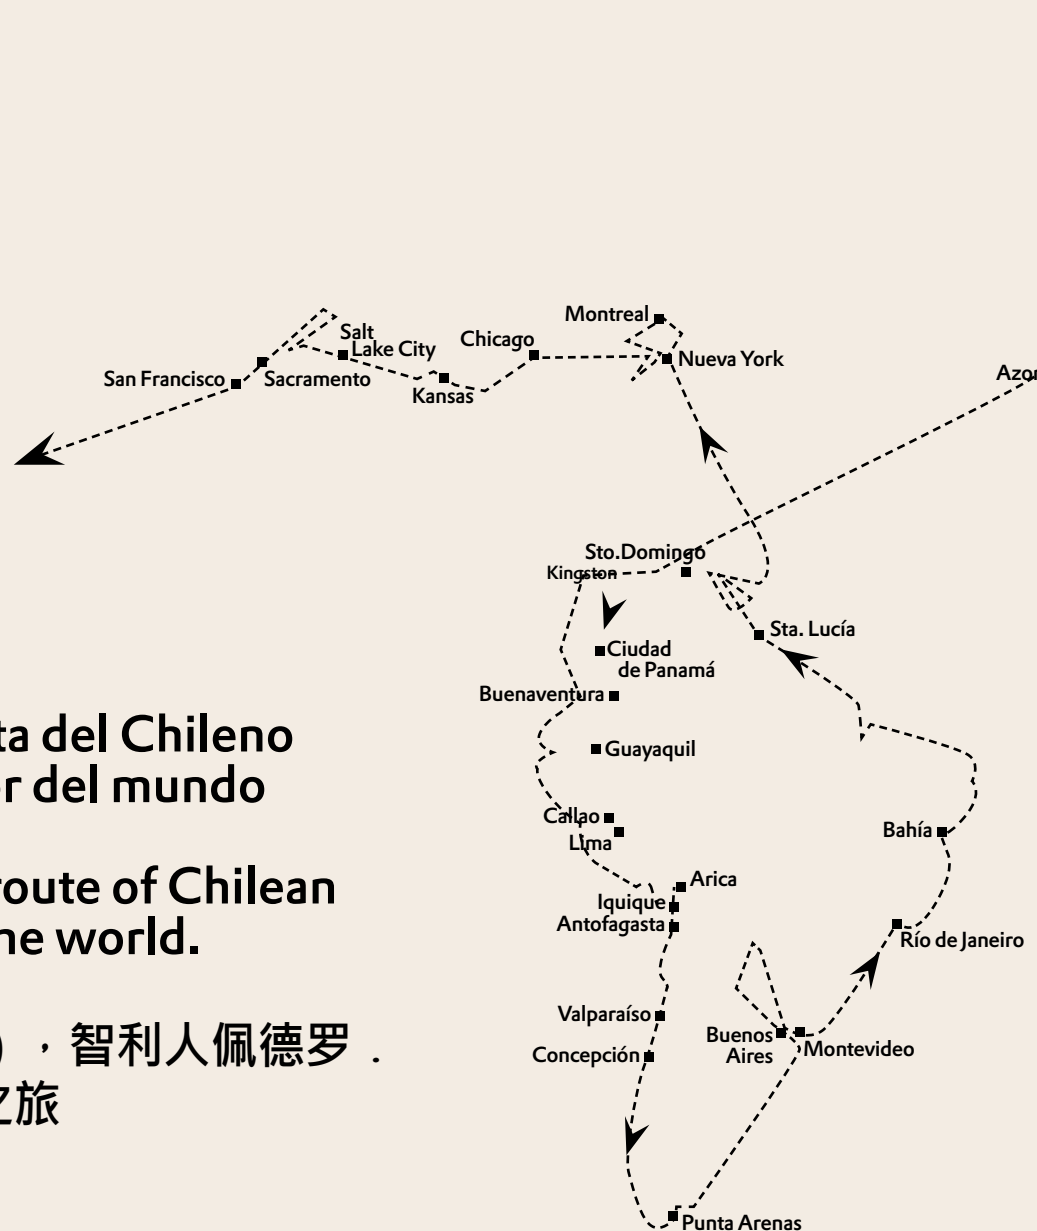 Montreal
Salt
Lake City
Chicago
Nueva York
San Francisco
Sacramento
Kansas
Sto.Domingo
Kingston
Sta. Lucía
Ciudad
de Panamá
Buenaventura
Guayaquil
ta del Chileno
del mundo
Callao
Lima
Bahía
route of Chilean
Arica
Iquique
Antofagasta
world.
Río de Janeiro
Valparaíso
Buenos
Aires
Montevideo
Concepción
) ，智利人佩德罗 .
之旅
Punta Arenas